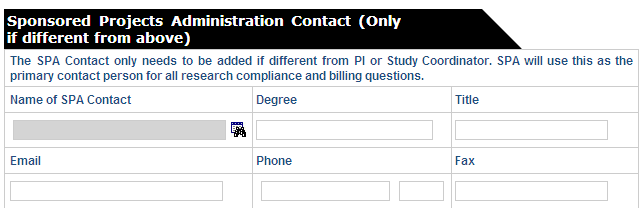 Sponsored Projects Administration Contact (Only
if different from above)
The SPA Contact only needs to be added if different from PI or Study Coordinator. SPA will use this as the
primary contact person for all research compliance and billing questions.
Name of SPA Contact Degree Title
Email Phone Fax